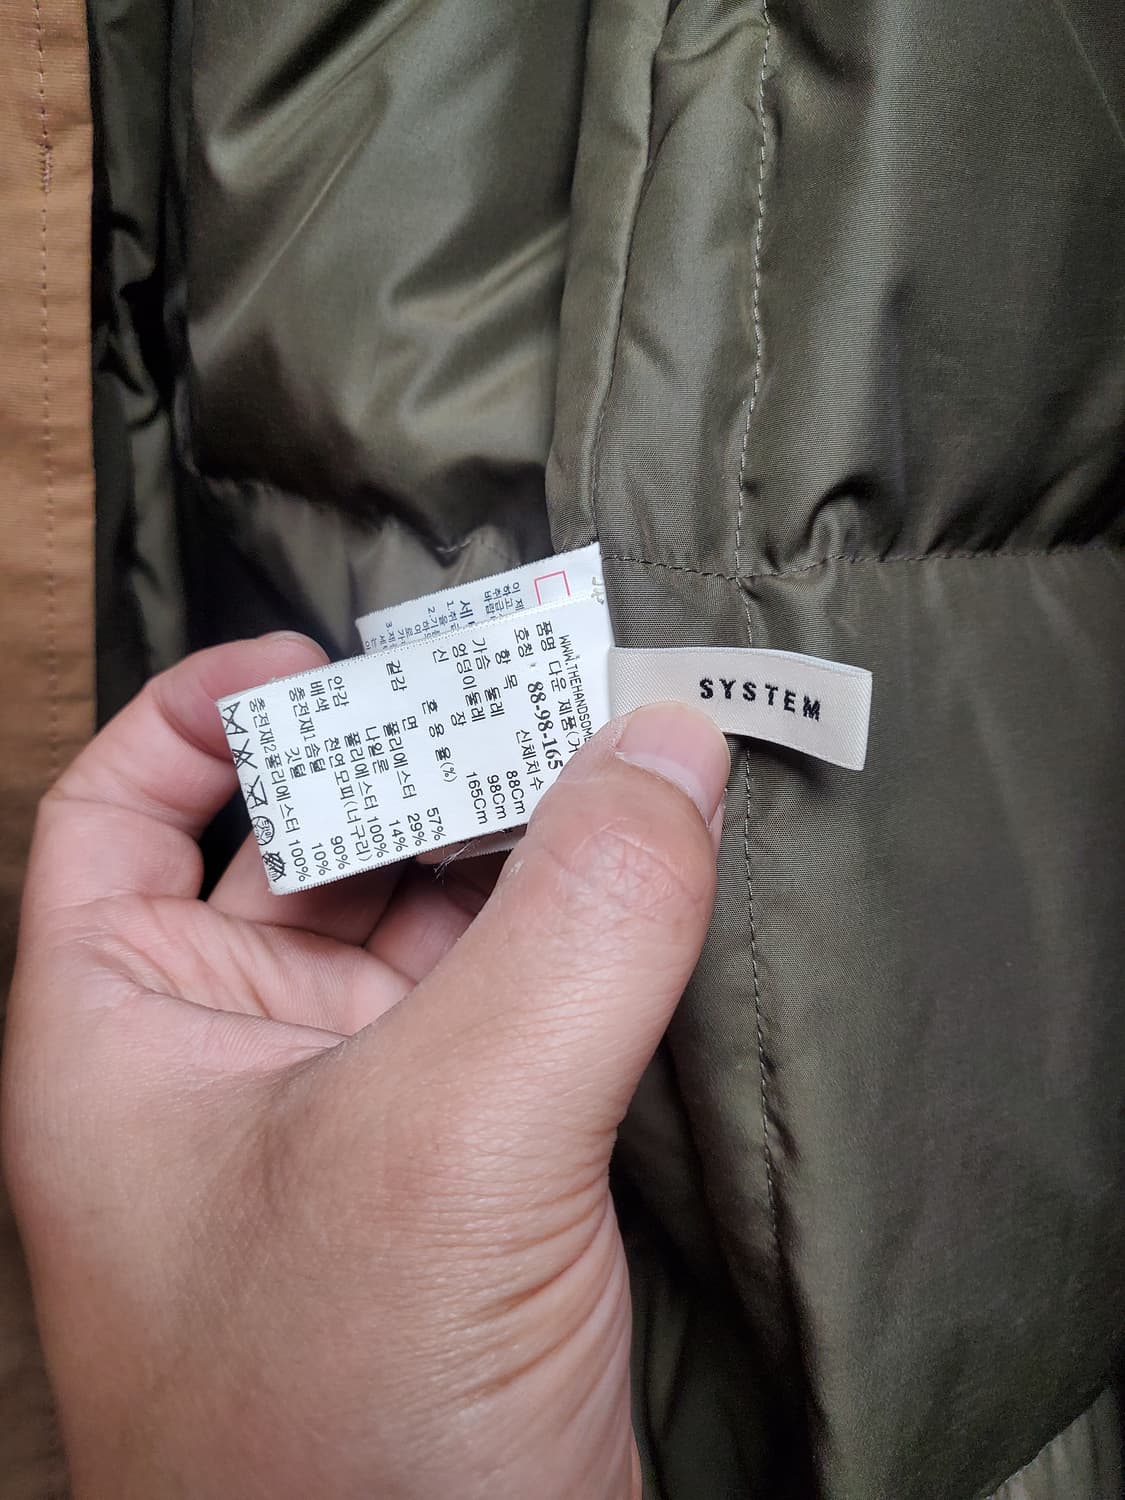 SYSTEM
WWW.THEHANDSOME
품명 다운 제품
호칭 88-98-165
항 목 신체치수
가슴 둘레 88Cm
엉덩이둘레 98Cm
신 장 165Cm
혼 용 율(%)
겉감 면 57%
폴리에스터 29%
나일론 14%
안감 폴리에스터 100%
배색 천연모피(너구리)
충전재1 솜털 90%
깃털 10%
충전재2 폴리에스터 100%